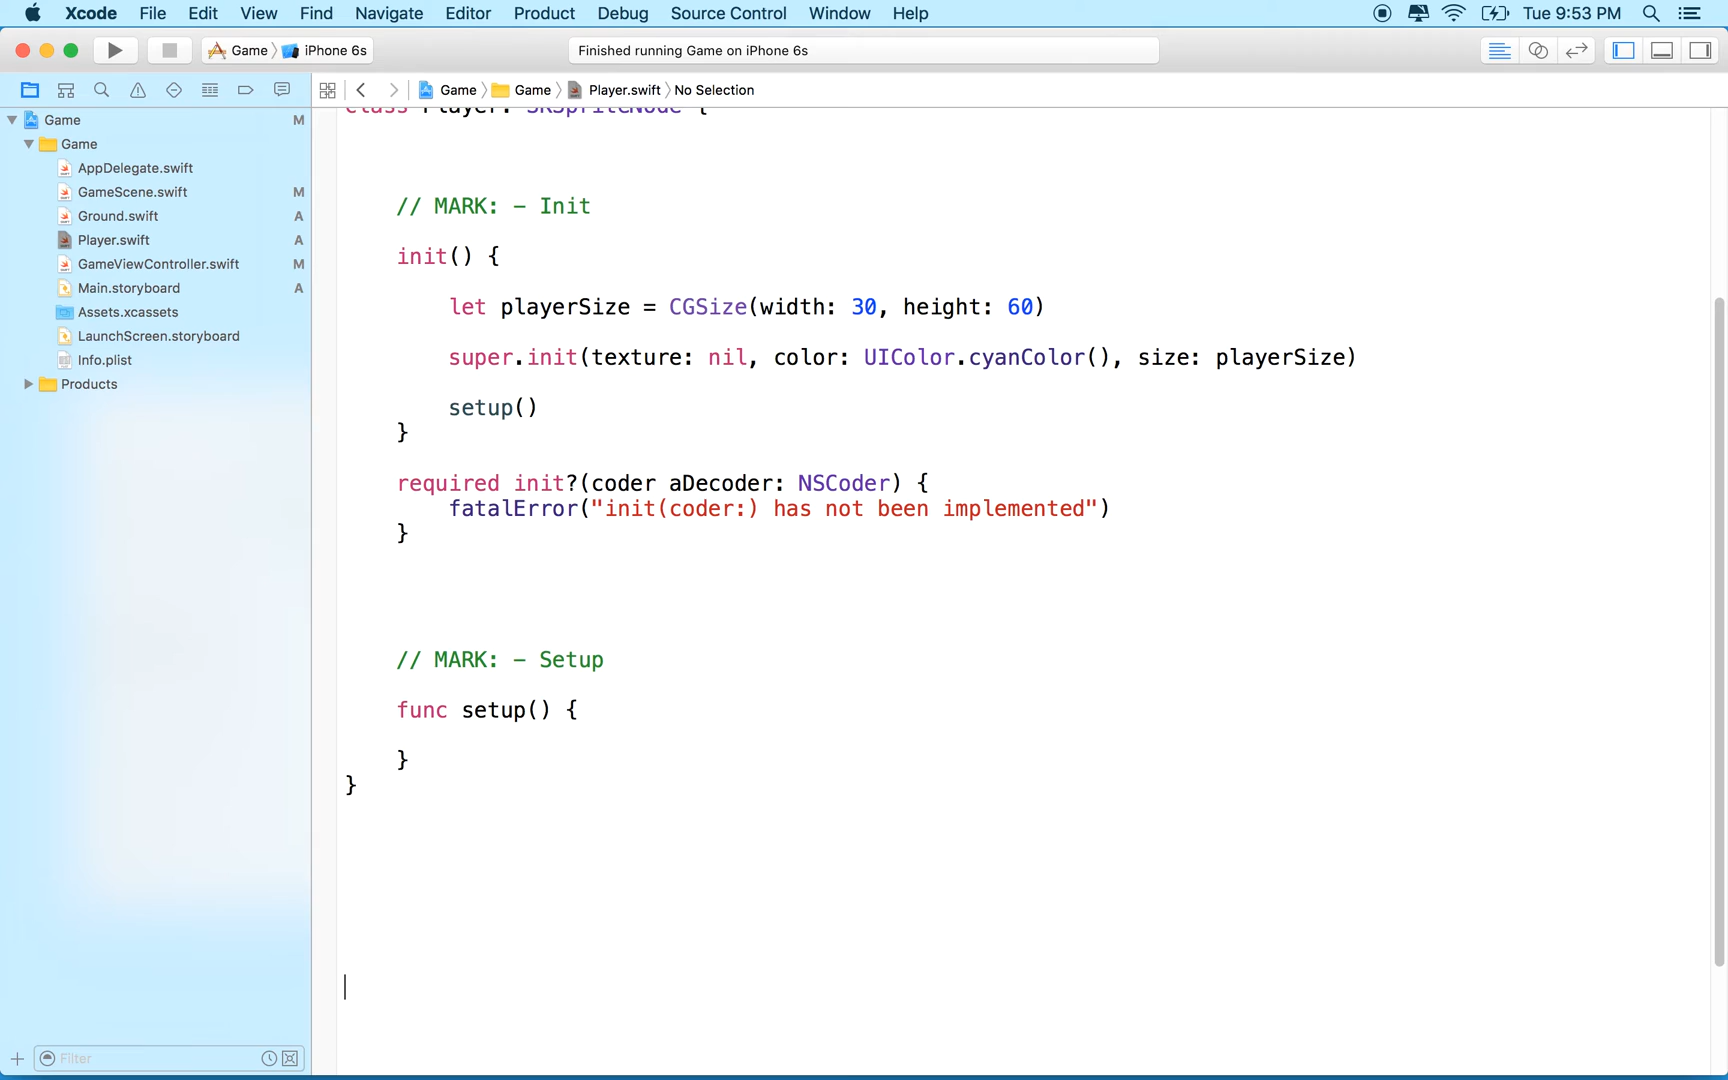 Xcode File Edit View Find Navigate Editor Product Debug Source Control Window Help Tue 9:53 PM
Game iPhone 6s Finished running Game on iPhone 6s
Game Game Player.swift No Selection
Game M
Game
AppDelegate.swift
GameScene.swift M
Ground.swift A
Player.swift A
GameViewController.swift M
Main.storyboard A
Assets.xcassets
LaunchScreen.storyboard
Info.plist
Products
Filter
class Player: SKSpriteNode {
// MARK: - Init
init() {
let playerSize = CGSize(width: 30, height: 60)
super.init(texture: nil, color: UIColor.cyanColor(), size: playerSize)
setup()
}
required init?(coder aDecoder: NSCoder) {
fatalError("init(coder:) has not been implemented")
}
// MARK: - Setup
func setup() {
}
}